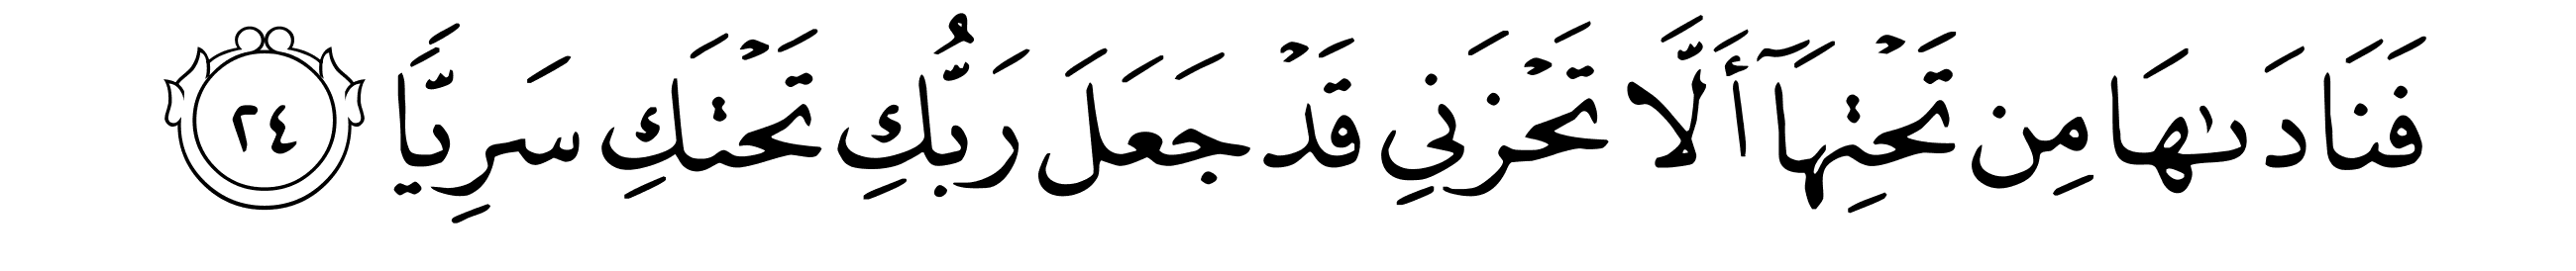 فَنَادَىٰهَا مِن تَحْتِهَآ أَلَّا تَحْزَنِي قَدْ جَعَلَ رَبُّكِ تَحْتَكِ سَرِيًّا ٢٤